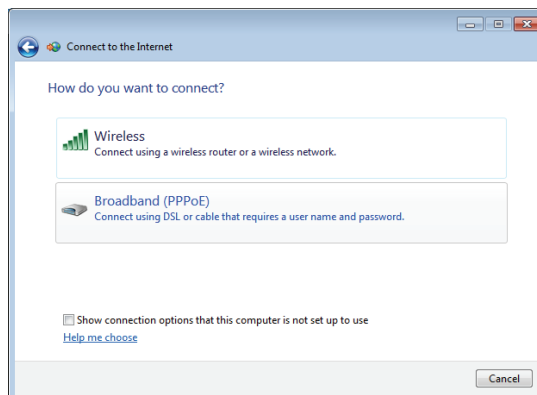 Connect to the Internet
How do you want to connect?
Wireless
Connect using a wireless router or a wireless network.
Broadband (PPPoE)
Connect using DSL or cable that requires a user name and password.
Show connection options that this computer is not set up to use
Help me choose
Cancel